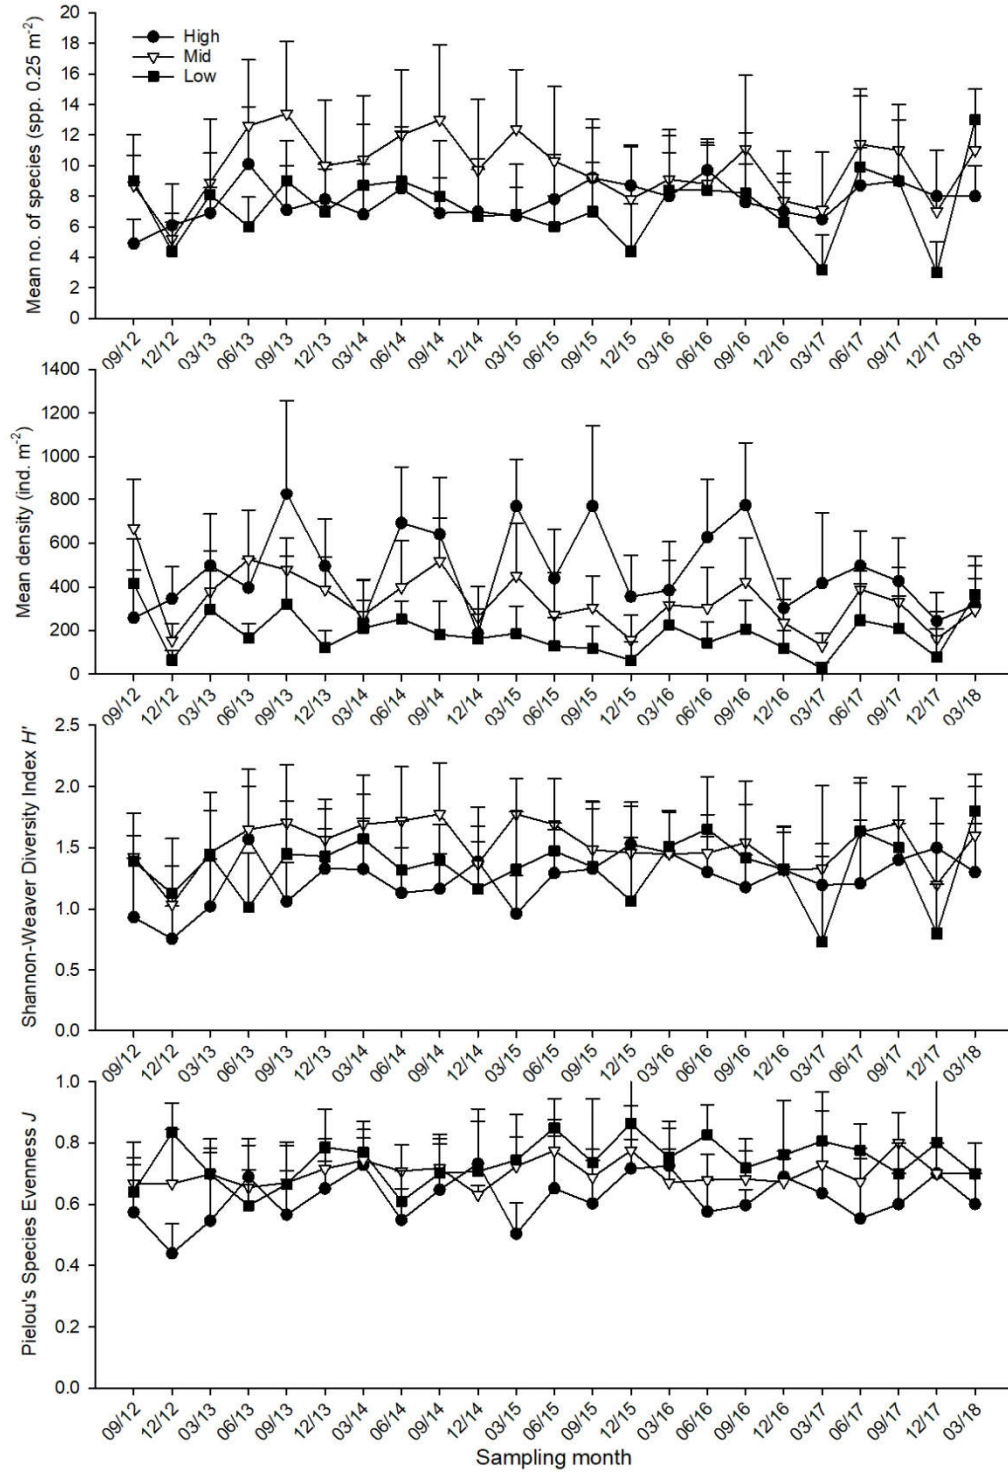 Mean no. of species (spp. 0.25 m⁻²)
20
18
16
14
12
10
8
6
4
2
0
High
Mid
Low
09/12 12/12 03/13 06/13 09/13 12/13 03/14 06/14 09/14 12/14 03/15 06/15 09/15 12/15 03/16 06/16 09/16 12/16 03/17 06/17 09/17 12/17 03/18
Mean density (ind. m⁻²)
1400
1200
1000
800
600
400
200
0
09/12 12/12 03/13 06/13 09/13 12/13 03/14 06/14 09/14 12/14 03/15 06/15 09/15 12/15 03/16 06/16 09/16 12/16 03/17 06/17 09/17 12/17 03/18
Shannon-Weaver Diversity Index H'
2.5
2.0
1.5
1.0
0.5
0.0
09/12 12/12 03/13 06/13 09/13 12/13 03/14 06/14 09/14 12/14 03/15 06/15 09/15 12/15 03/16 06/16 09/16 12/16 03/17 06/17 09/17 12/17 03/18
Pielou's Species Evenness J
1.0
0.8
0.6
0.4
0.2
0.0
09/12 12/12 03/13 06/13 09/13 12/13 03/14 06/14 09/14 12/14 03/15 06/15 09/15 12/15 03/16 06/16 09/16 12/16 03/17 06/17 09/17 12/17 03/18
Sampling month